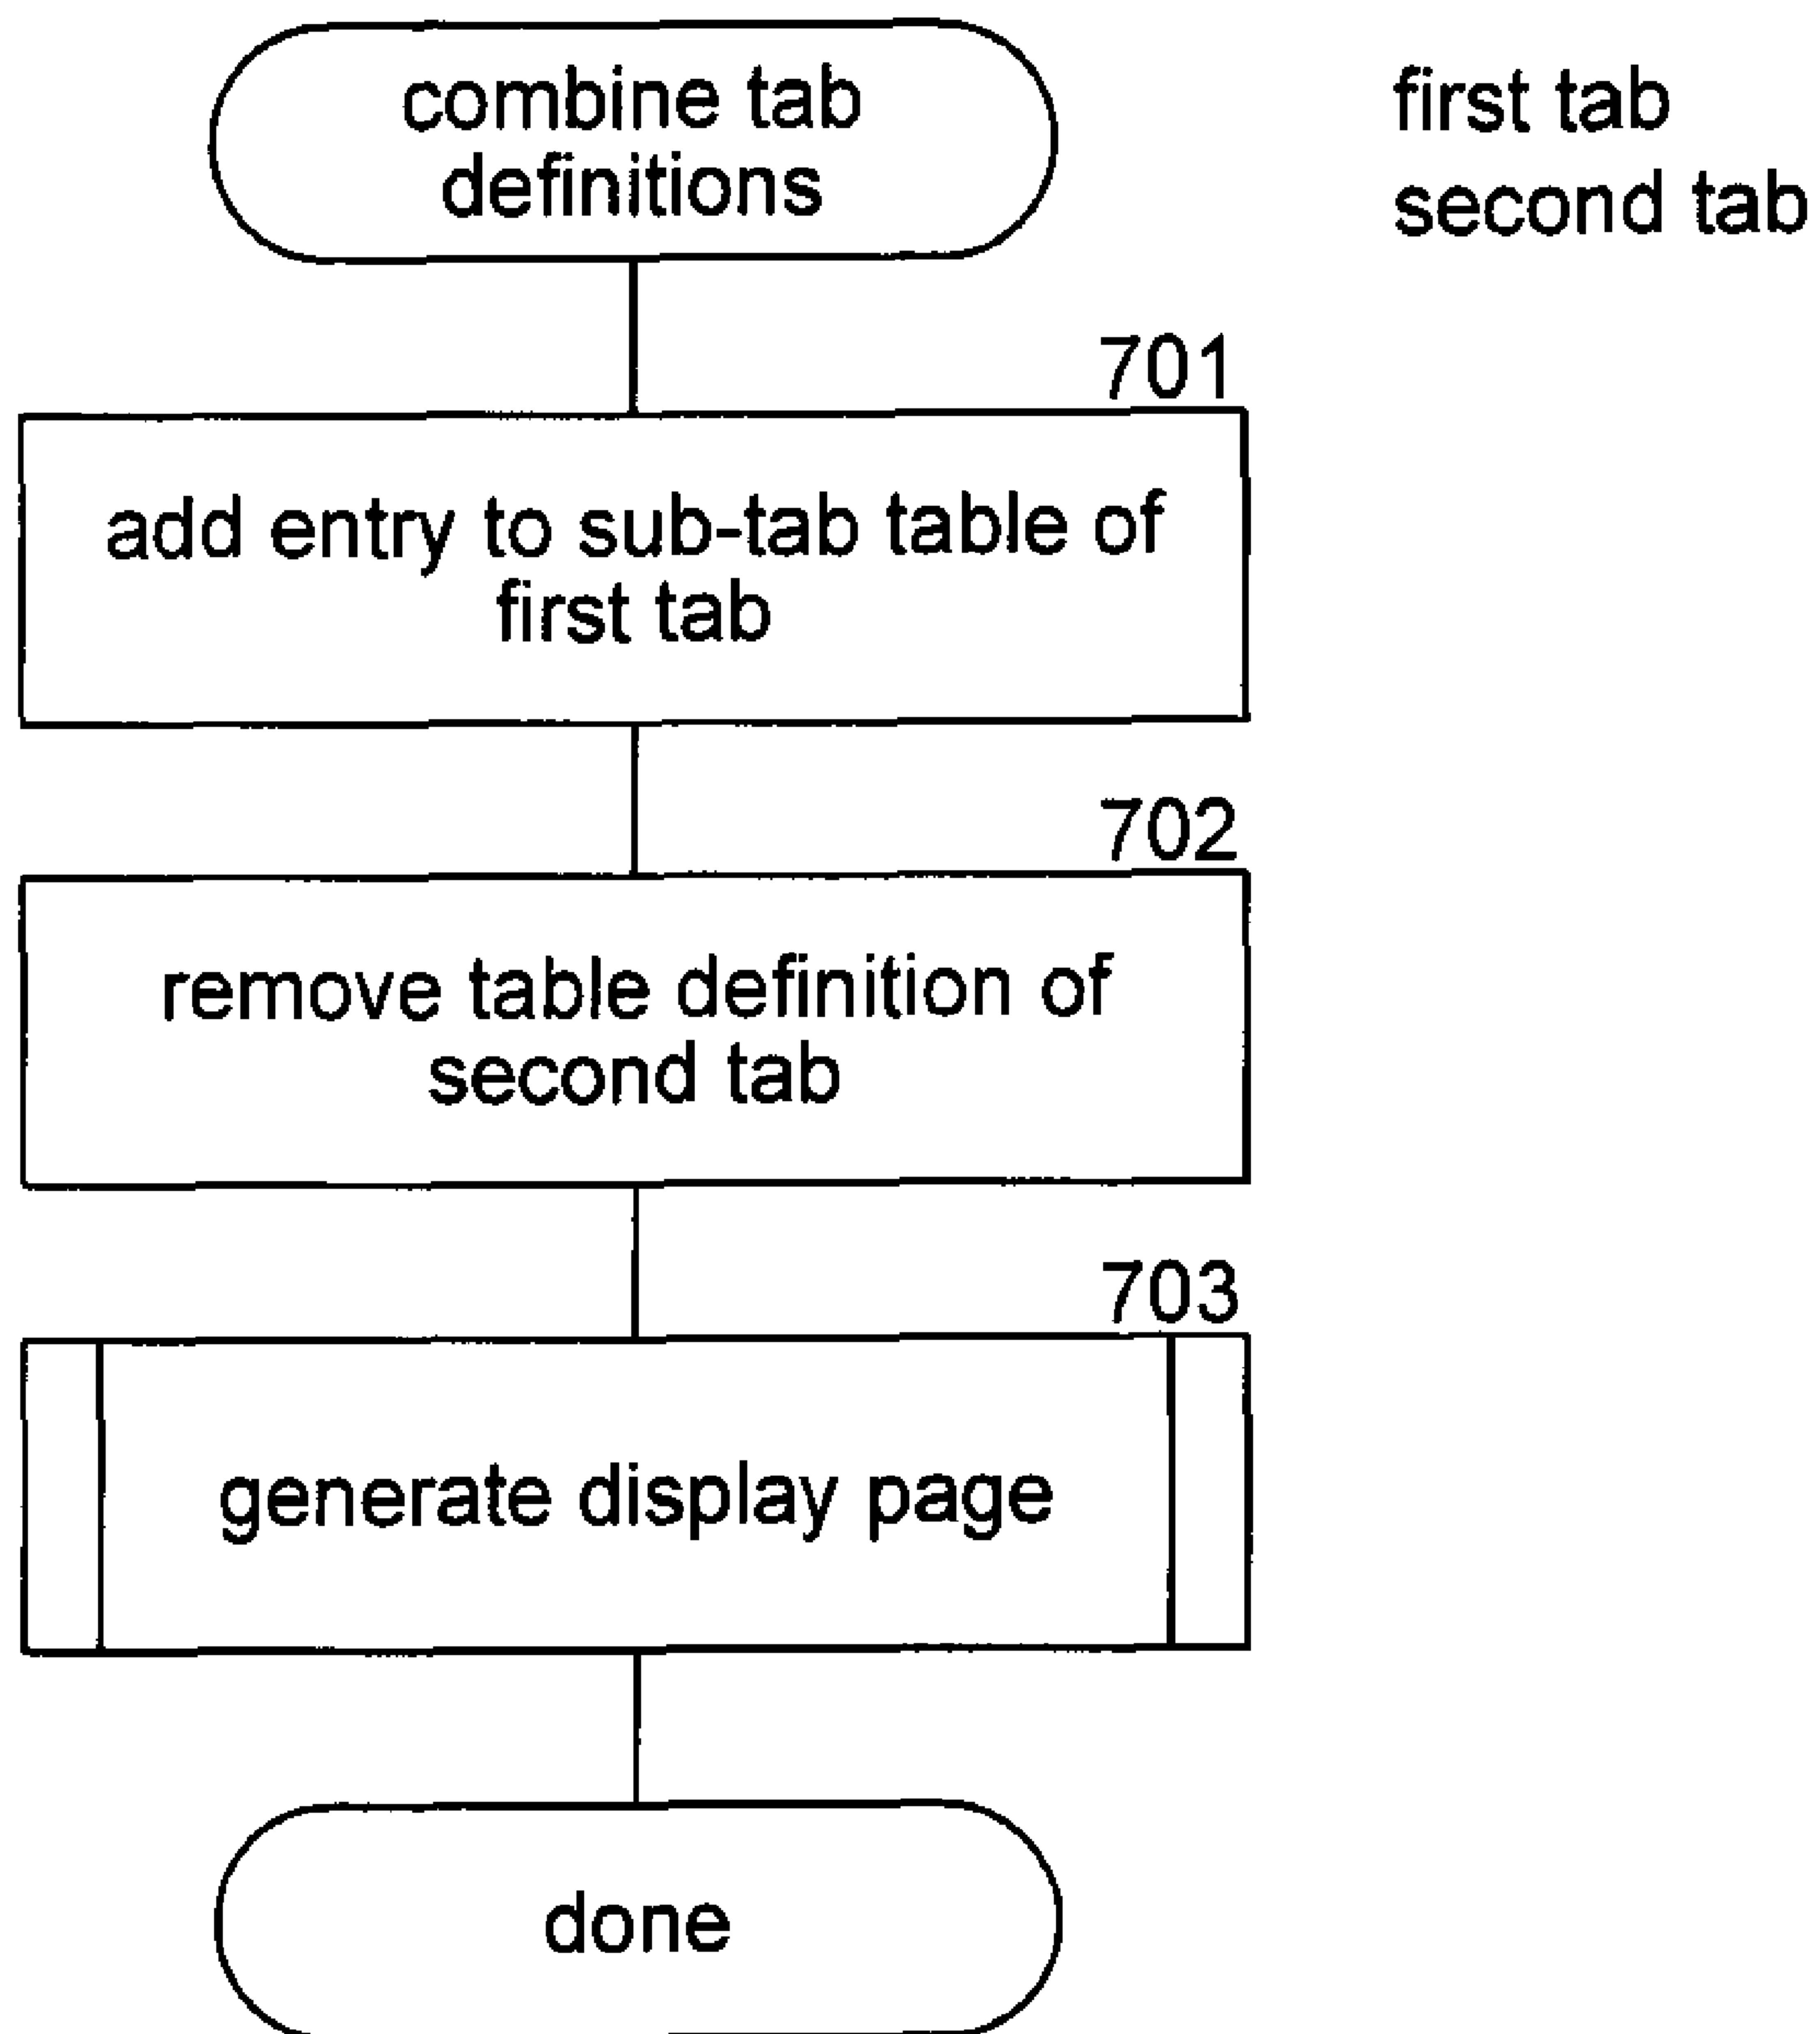 combine tab
definitions
first tab
second tab
701
add entry to sub-tab table of
first tab
702
remove table definition of
second tab
703
generate display page
done